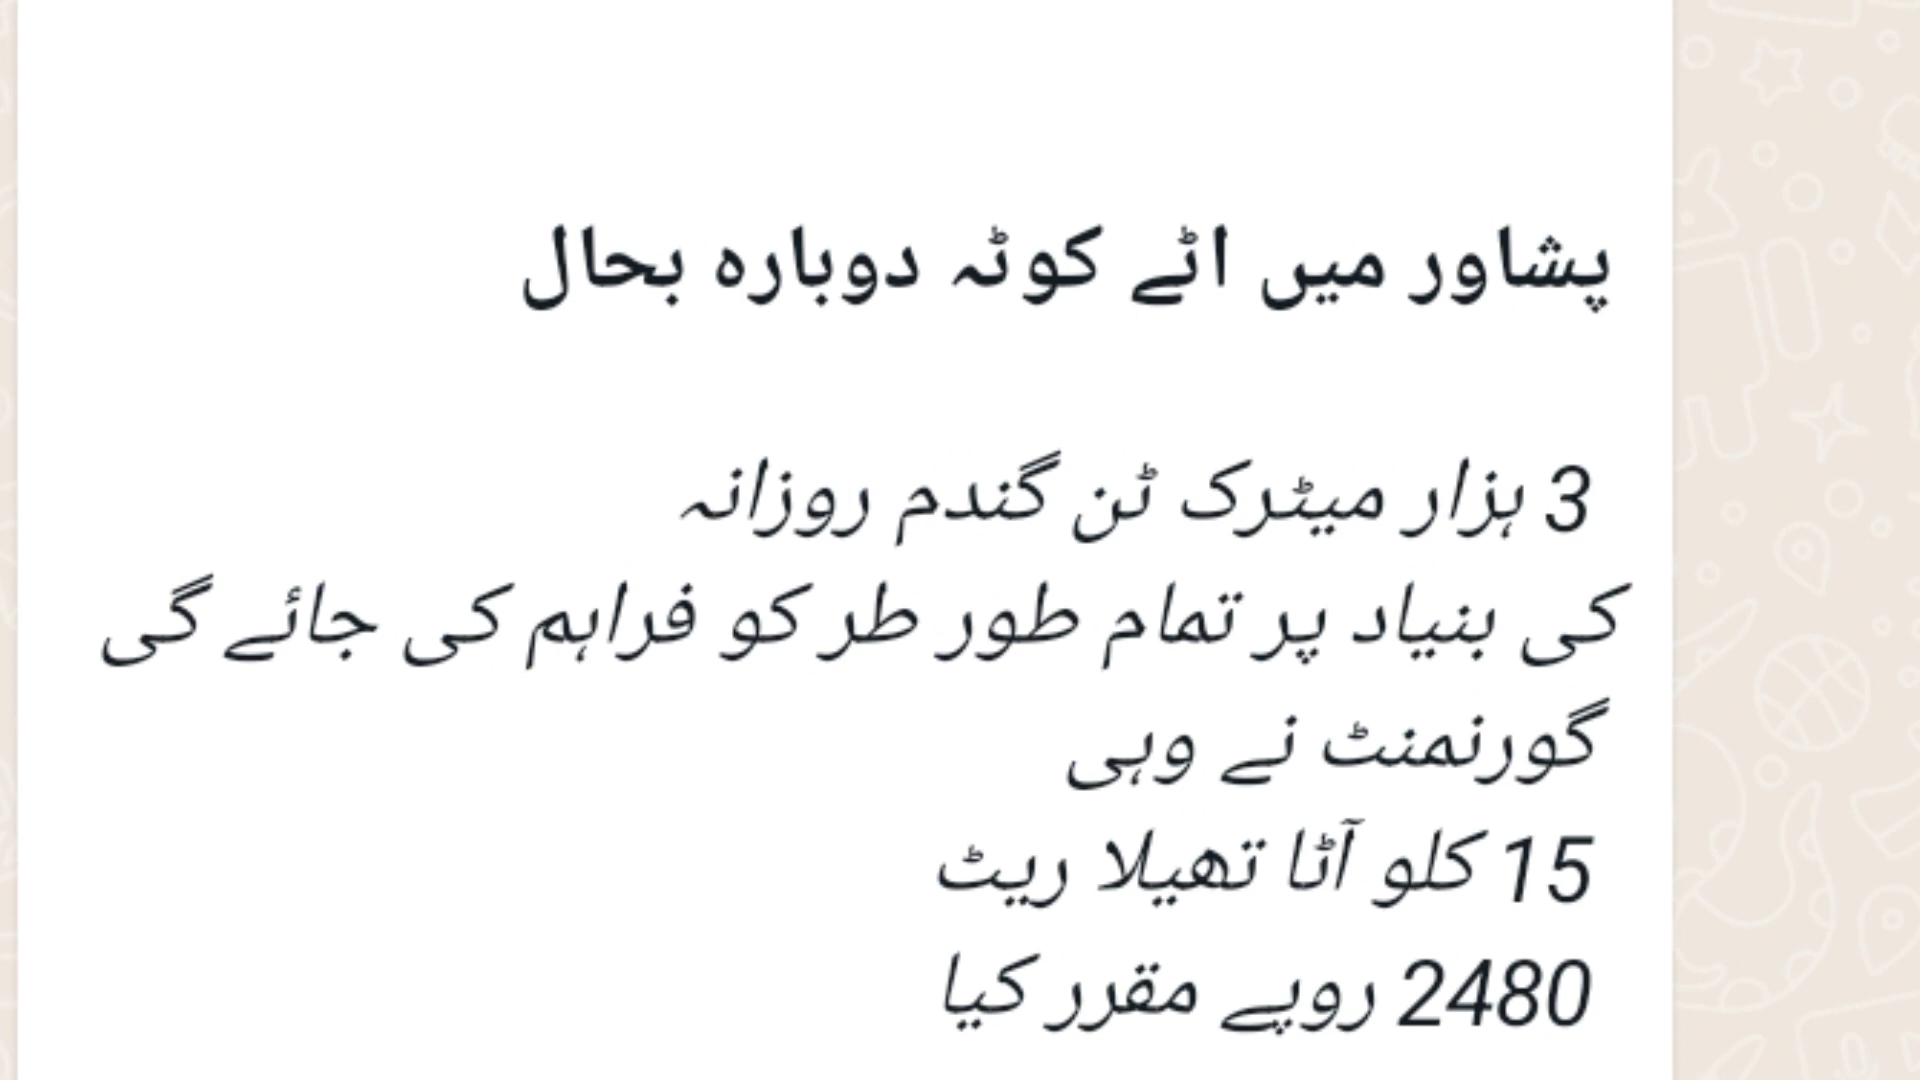 پشاور میں اٹے کوٹہ دوبارہ بحال
3 ہزار میٹرک ٹن گندم روزانہ
کی بنیاد پر تمام طور طر کو فراہم کی جائے گی
گورنمنٹ نے وہی
15 کلو آٹا تھیلا ریٹ
2480 روپے مقرر کیا